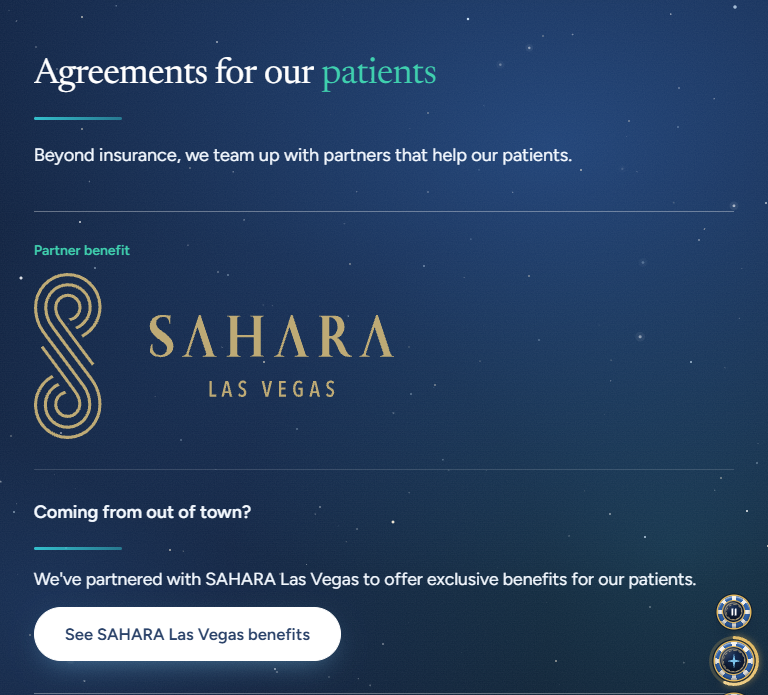 Agreements for our patients
Beyond insurance, we team up with partners that help our patients.
Partner benefit
SAHARA
LAS VEGAS
Coming from out of town?
We've partnered with SAHARA Las Vegas to offer exclusive benefits for our patients.
See SAHARA Las Vegas benefits